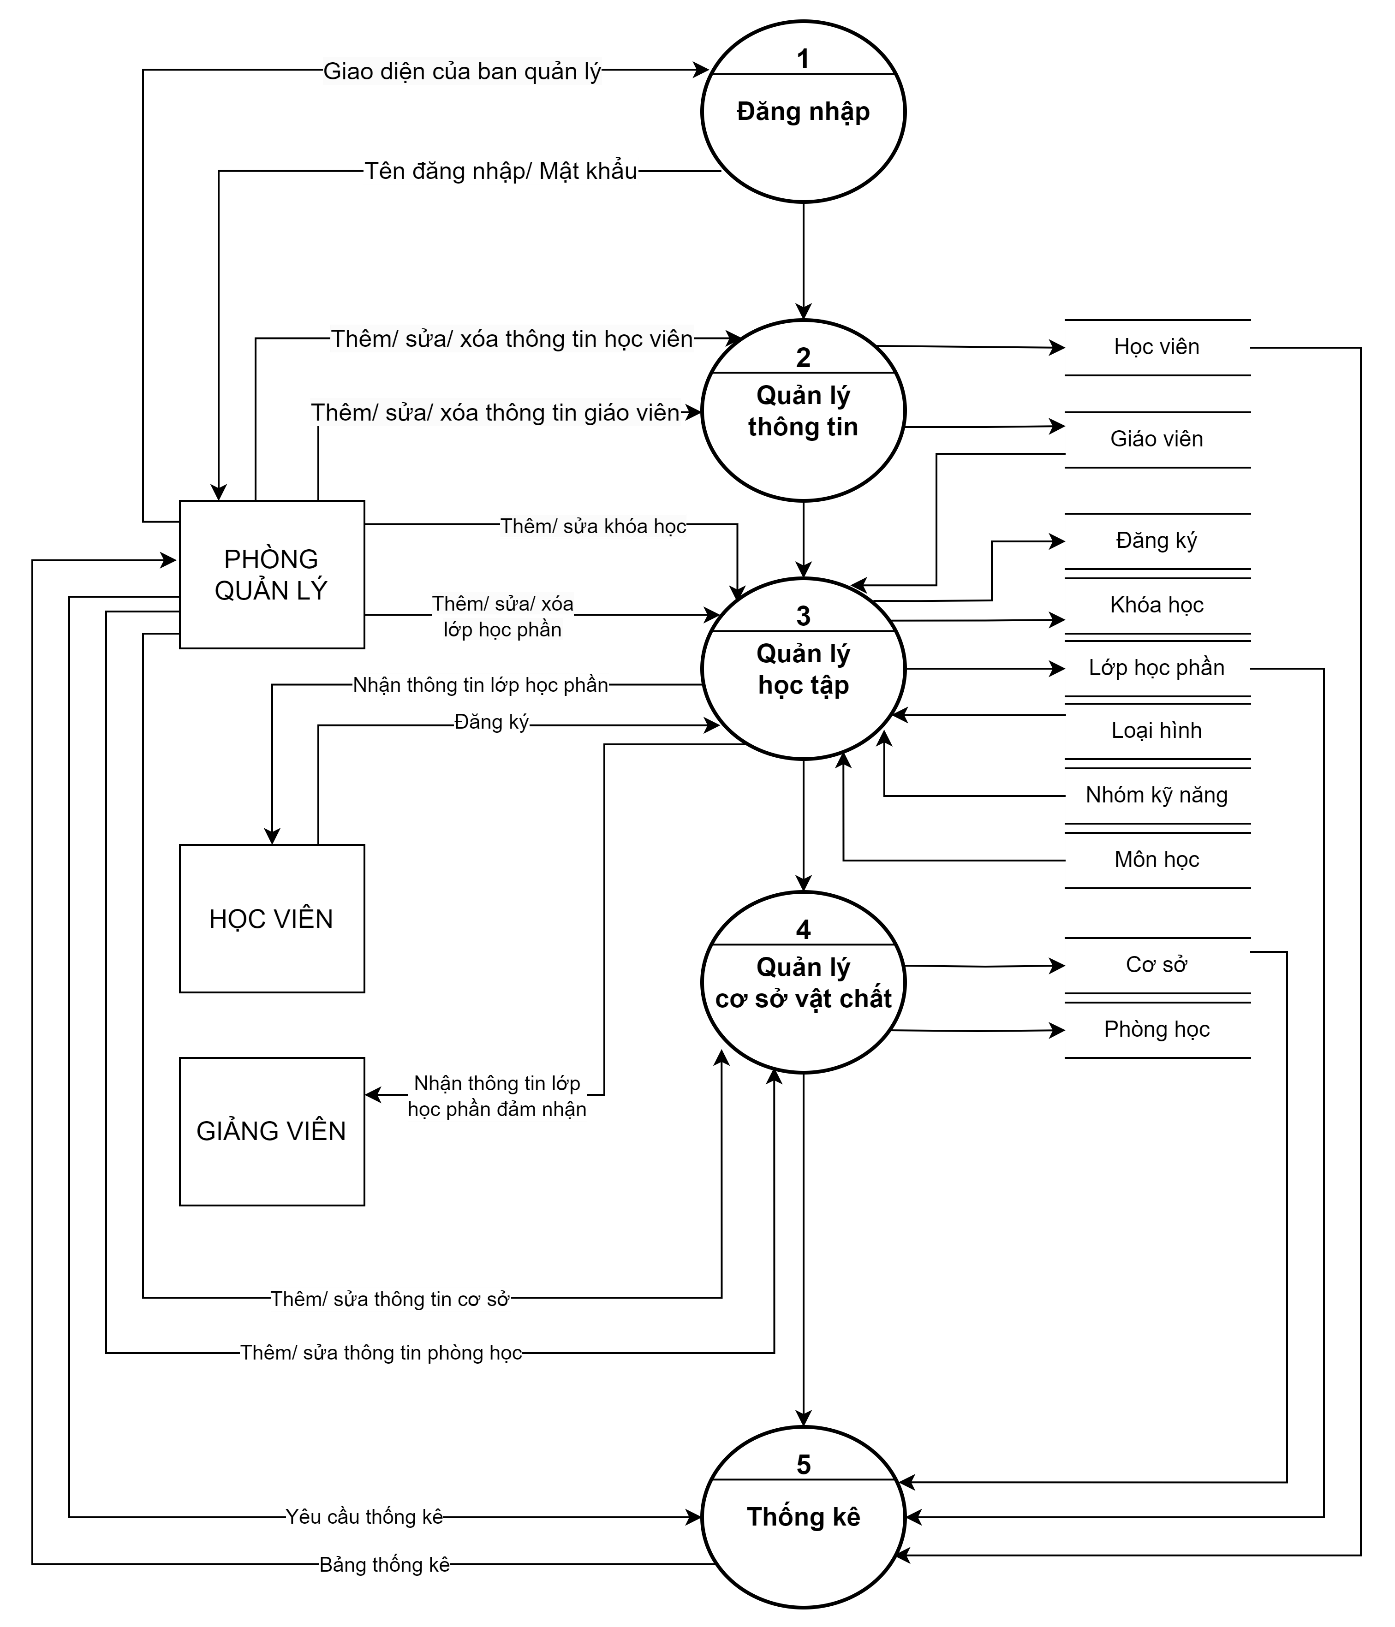 1
Đăng nhập
Giao diện của ban quản lý
Tên đăng nhập/ Mật khẩu
Thêm/ sửa/ xóa thông tin học viên
Thêm/ sửa/ xóa thông tin giáo viên
2
Quản lý
thông tin
Học viên
Giáo viên
PHÒNG
QUẢN LÝ
Thêm/ sửa khóa học
Thêm/ sửa/ xóa
lớp học phần
Nhận thông tin lớp học phần
Đăng ký
3
Quản lý
học tập
Đăng ký
Khóa học
Lớp học phần
Loại hình
Nhóm kỹ năng
Môn học
HỌC VIÊN
4
Quản lý
cơ sở vật chất
Cơ sở
Phòng học
GIẢNG VIÊN
Nhận thông tin lớp
học phần đảm nhận
Thêm/ sửa thông tin cơ sở
Thêm/ sửa thông tin phòng học
5
Thống kê
Yêu cầu thống kê
Bảng thống kê